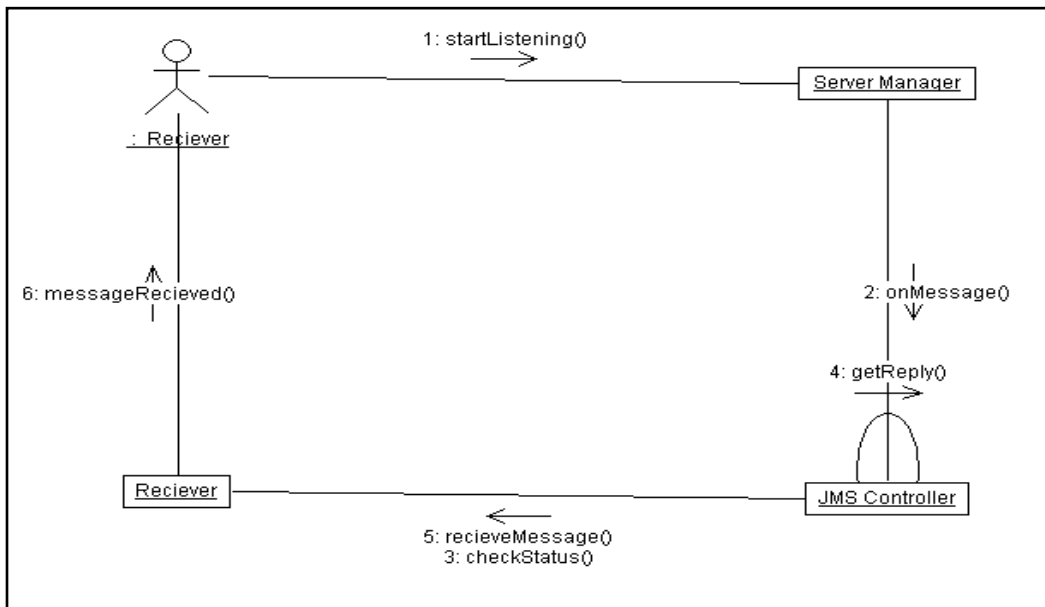 1: startListening()
Server Manager
: Reciever
6: messageRecieved()
2: onMessage()
4: getReply()
Reciever
JMS Controller
5: recieveMessage()
3: checkStatus()